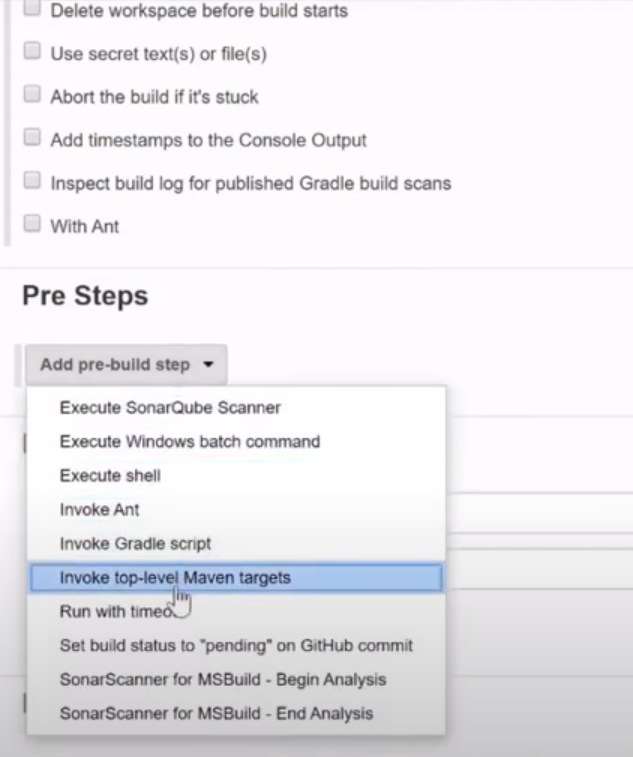 Delete workspace before build starts
Use secret text(s) or file(s)
Abort the build if it's stuck
Add timestamps to the Console Output
Inspect build log for published Gradle build scans
With Ant
Pre Steps
Add pre-build step
Execute SonarQube Scanner
Execute Windows batch command
Execute shell
Invoke Ant
Invoke Gradle script
Invoke top-level Maven targets
Run with timeout
Set build status to "pending" on GitHub commit
SonarScanner for MSBuild - Begin Analysis
SonarScanner for MSBuild - End Analysis